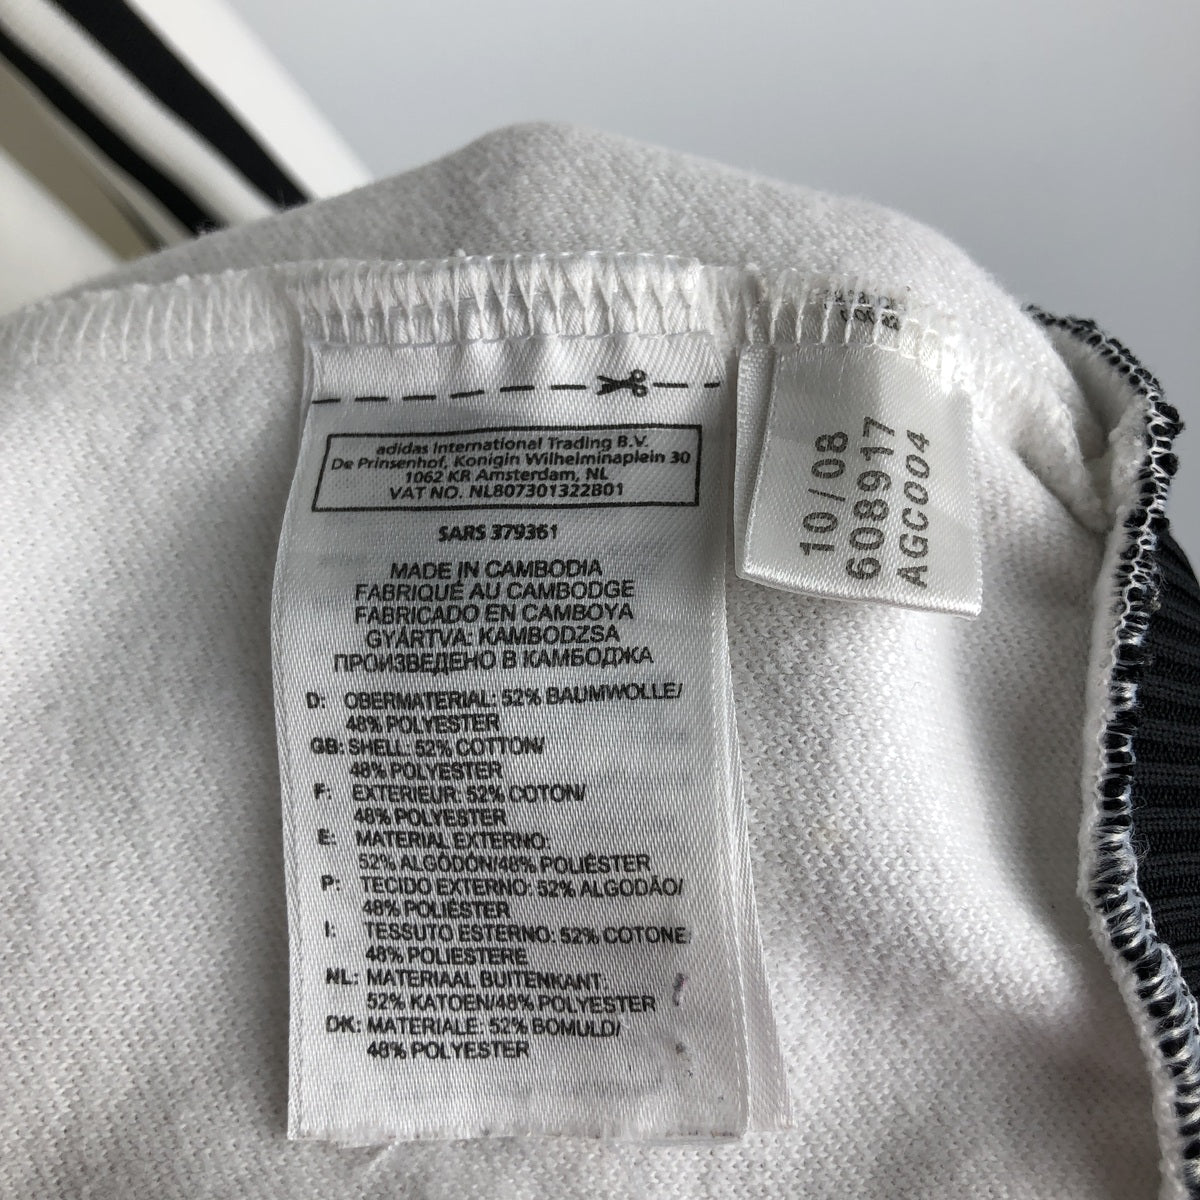 adidas International Trading B.V.
De Prinsenhof, Konigin Wilhelminaplein 30
1062 KR Amsterdam, NL
VAT NO. NL807301322B01
SARS 379361
MADE IN CAMBODIA
FABRIQUÉ AU CAMBODGE
FABRICADO EN CAMBOYA
GYÁRTVA: KAMBODZSA
ПРОИЗВЕДЕНО В КАМБОДЖА
D: OBERMATERIAL: 52% BAUMWOLLE/
48% POLYESTER
GB: SHELL: 52% COTTON/
48% POLYESTER
F: EXTERIEUR: 52% COTON/
48% POLYESTER
E: MATERIAL EXTERNO:
52% ALGODÓN/48% POLIÉSTER
P: TECIDO EXTERNO: 52% ALGODÃO/
48% POLIÉSTER
I: TESSUTO ESTERNO: 52% COTONE
48% POLIESTERE
NL: MATERIAAL BUITENKANT:
52% KATOEN/48% POLYESTER
DK: MATERIALE: 52% BOMULD/
48% POLYESTER
10/08
608917
AGC004